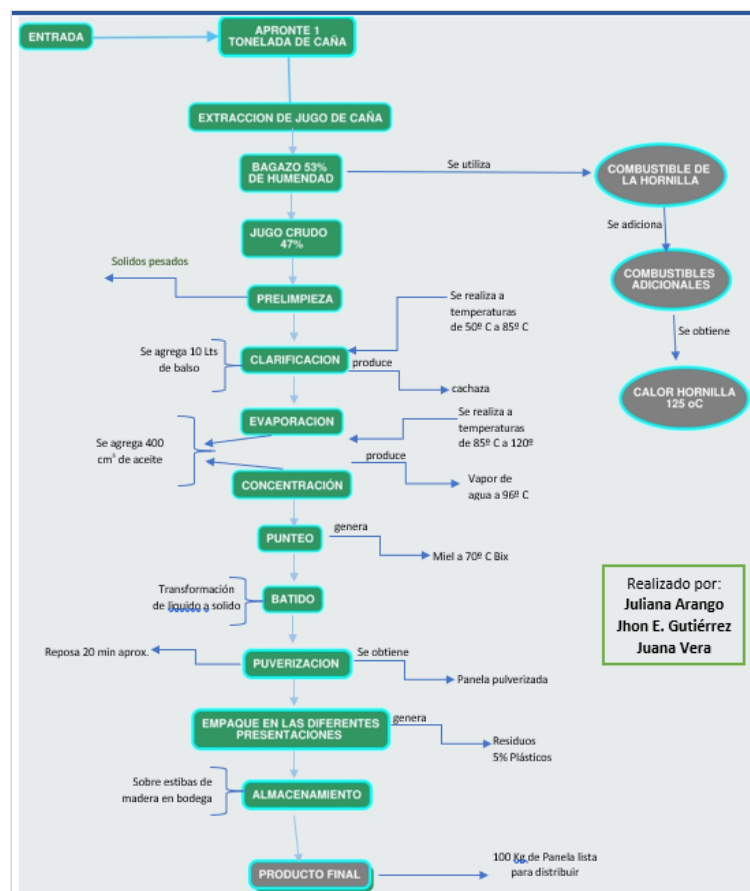 ENTRADA
APRONTE 1
TONELADA DE CAÑA
EXTRACCION DE JUGO DE CAÑA
BAGAZO 53%
DE HUMENDAD
Se utiliza
COMBUSTIBLE DE
LA HORNILLA
JUGO CRUDO
47%
Se adiciona
Solidos pesados
COMBUSTIBLES
ADICIONALES
PRELIMPIEZA
Se realiza a
temperaturas
de 50º C a 85º C
Se obtiene
Se agrega 10 Lts
de balso
CLARIFICACION
produce
cachaza
CALOR HORNILLA
125 oC
EVAPORACION
Se realiza a
temperaturas
de 85º C a 120º
Se agrega 400
cm³ de aceite
produce
CONCENTRACIÓN
Vapor de
agua a 96º C
PUNTEO
genera
Miel a 70º C Bix
Transformación
de liquido a solido
BATIDO
Realizado por:
Juliana Arango
Jhon E. Gutiérrez
Juana Vera
Reposa 20 min aprox.
PUVERIZACION
Se obtiene
Panela pulverizada
EMPAQUE EN LAS DIFERENTES
PRESENTACIONES
genera
Residuos
5% Plásticos
Sobre estibas de
madera en bodega
ALMACENAMIENTO
PRODUCTO FINAL
100 Kg de Panela lista
para distribuir